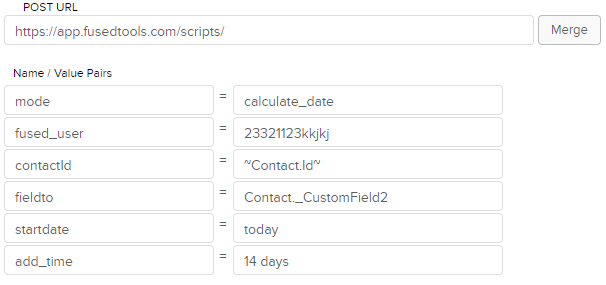 POST URL
https://app.fusedtools.com/scripts/ Merge
Name / Value Pairs
mode = calculate_date
fused_user = 23321123kkjkj
contactId = ~Contact.Id~
fieldto = Contact._CustomField2
startdate = today
add_time = 14 days